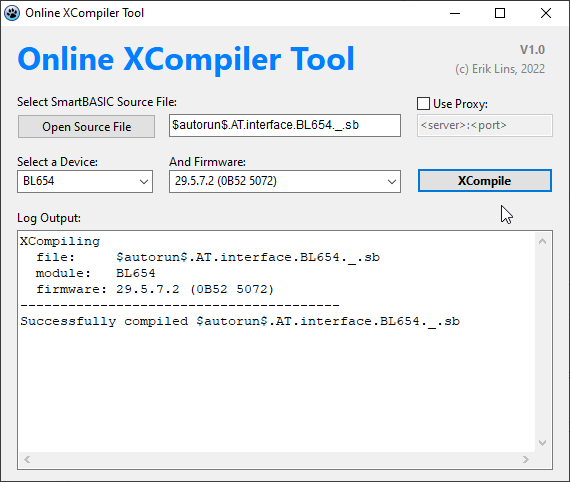 Online XCompiler Tool
Online XCompiler Tool
V1.0
(c) Erik Lins, 2022
Select SmartBASIC Source File:
Use Proxy:
Open Source File
$autorun$.AT.interface.BL654._.sb
<server>:<port>
Select a Device:
And Firmware:
BL654
29.5.7.2 (0B52 5072)
XCompile
Log Output:
XCompiling
  file:     $autorun$.AT.interface.BL654._.sb
  module:   BL654
  firmware: 29.5.7.2 (0B52 5072)
----------------------------------------
Successfully compiled $autorun$.AT.interface.BL654._.sb